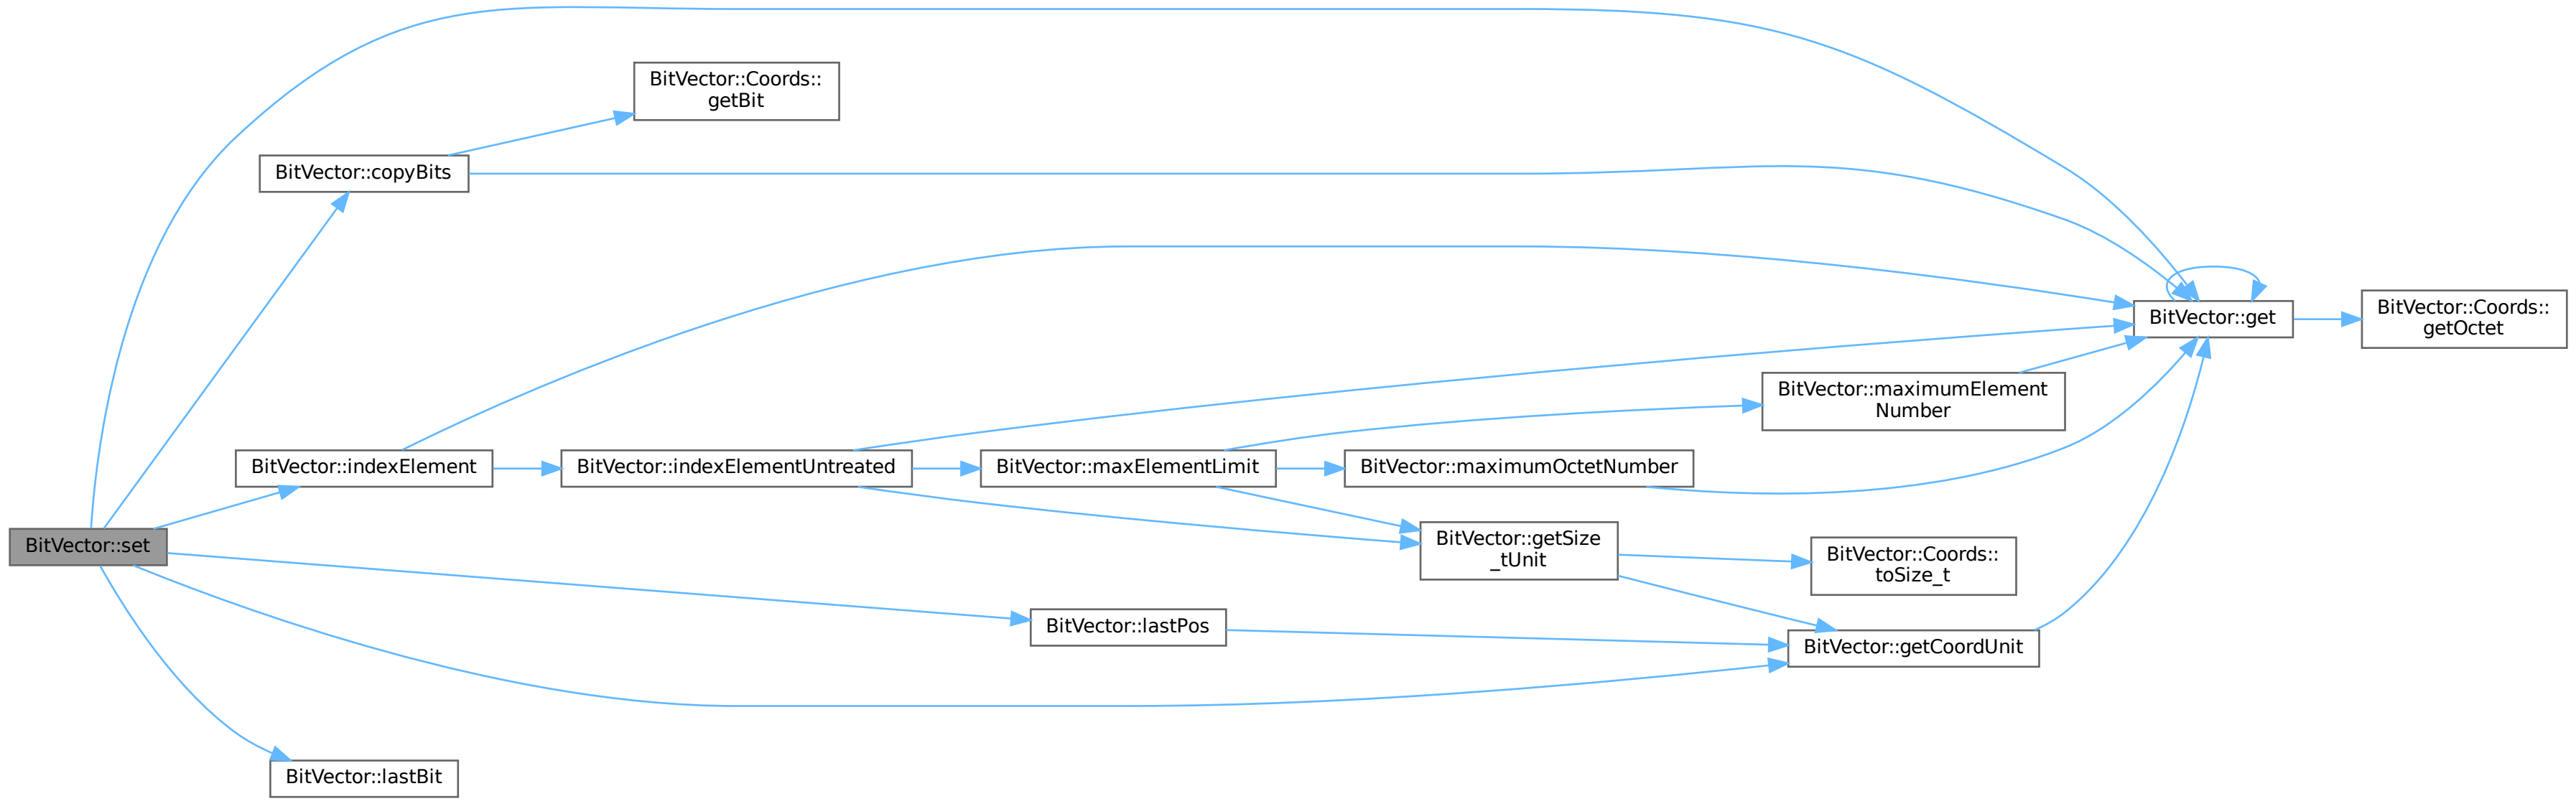 BitVector::Coords::
getBit
BitVector::copyBits
BitVector::get
BitVector::Coords::
getOctet
BitVector::maximumElement
Number
BitVector::indexElement
BitVector::indexElementUntreated
BitVector::maxElementLimit
BitVector::maximumOctetNumber
BitVector::set
BitVector::getSize
_tUnit
BitVector::Coords::
toSize_t
BitVector::lastPos
BitVector::getCoordUnit
BitVector::lastBit